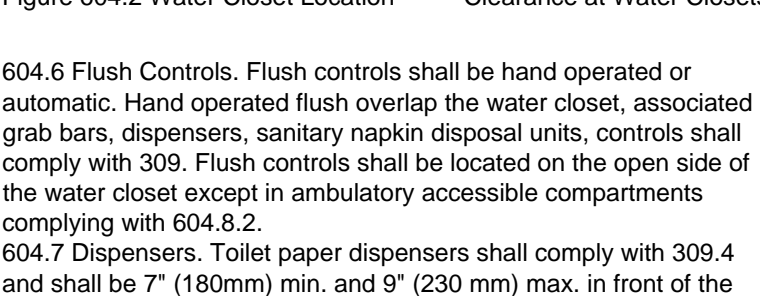 Figure 604.2 Water Closet Location Clearance at Water Closets
604.6 Flush Controls. Flush controls shall be hand operated or
automatic. Hand operated flush overlap the water closet, associated
grab bars, dispensers, sanitary napkin disposal units, controls shall
comply with 309. Flush controls shall be located on the open side of
the water closet except in ambulatory accessible compartments
complying with 604.8.2.
604.7 Dispensers. Toilet paper dispensers shall comply with 309.4
and shall be 7" (180mm) min. and 9" (230 mm) max. in front of the